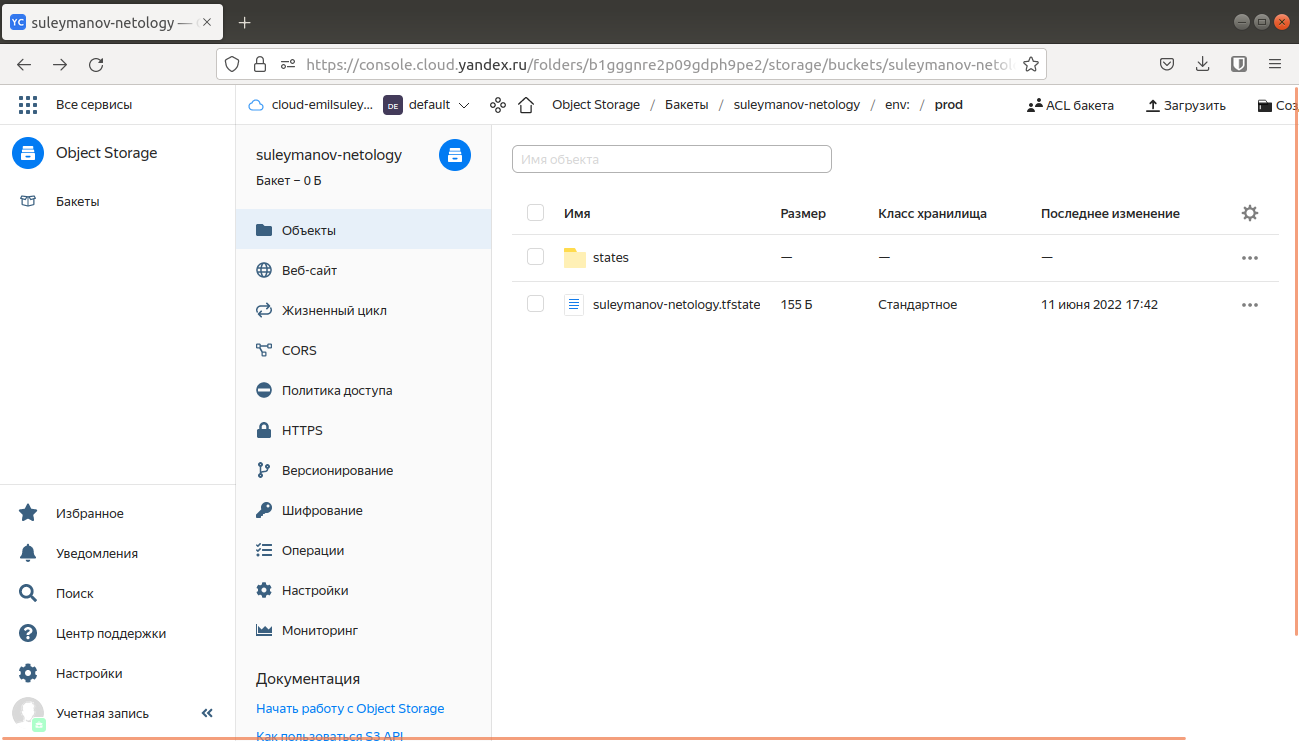 YC suleymanov-netology —
https://console.cloud.yandex.ru/folders/b1gggnre2p09gdph9pe2/storage/buckets/suleymanov-netol
Все сервисы
cloud-emilsuley... DE default Object Storage / Бакеты / suleymanov-netology / env: / prod ACL бакета Загрузить Соз
Object Storage
Бакеты
Избранное
Уведомления
Поиск
Центр поддержки
Настройки
Учетная запись
suleymanov-netology
Бакет – 0 Б
Объекты
Веб-сайт
Жизненный цикл
CORS
Политика доступа
HTTPS
Версионирование
Шифрование
Операции
Настройки
Мониторинг
Документация
Начать работу с Object Storage
Как пользоваться S3 API
Имя объекта
Имя Размер Класс хранилища Последнее изменение
states — — —
suleymanov-netology.tfstate 155 Б Стандартное 11 июня 2022 17:42